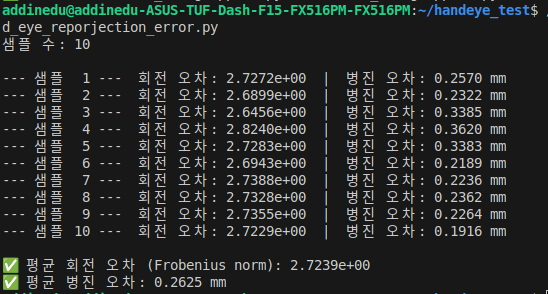 addinedu@addinedu-ASUS-TUF-Dash-F15-FX516PM-FX516PM:~/handeye_test$
d_eye_reporjection_error.py
샘플 수: 10
--- 샘플 1 --- 회전 오차: 2.7272e+00 | 병진 오차: 0.2570 mm
--- 샘플 2 --- 회전 오차: 2.6899e+00 | 병진 오차: 0.2322 mm
--- 샘플 3 --- 회전 오차: 2.6456e+00 | 병진 오차: 0.3385 mm
--- 샘플 4 --- 회전 오차: 2.8240e+00 | 병진 오차: 0.3620 mm
--- 샘플 5 --- 회전 오차: 2.7283e+00 | 병진 오차: 0.3383 mm
--- 샘플 6 --- 회전 오차: 2.6943e+00 | 병진 오차: 0.2189 mm
--- 샘플 7 --- 회전 오차: 2.7388e+00 | 병진 오차: 0.2236 mm
--- 샘플 8 --- 회전 오차: 2.7328e+00 | 병진 오차: 0.2362 mm
--- 샘플 9 --- 회전 오차: 2.7355e+00 | 병진 오차: 0.2264 mm
--- 샘플 10 --- 회전 오차: 2.7229e+00 | 병진 오차: 0.1916 mm
✅ 평균 회전 오차 (Frobenius norm): 2.7239e+00
✅ 평균 병진 오차: 0.2625 mm